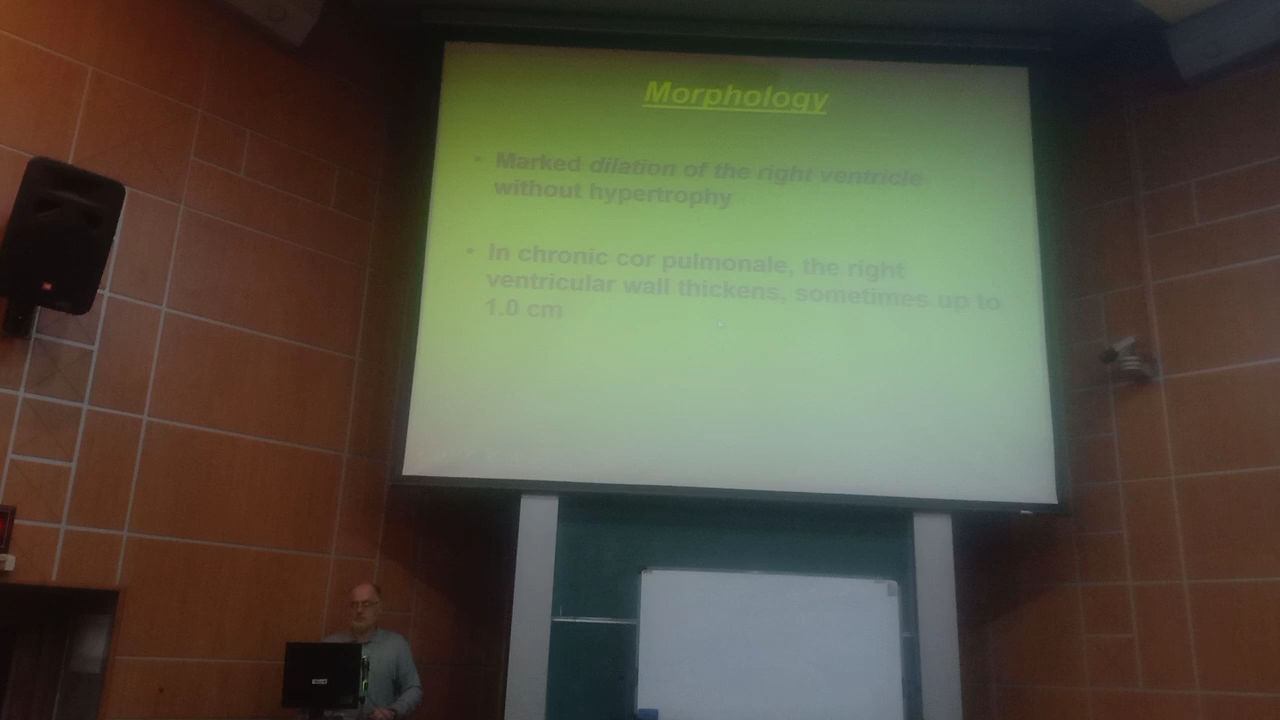 Morphology
• Marked dilation of the right ventricle
without hypertrophy
• In chronic cor pulmonale, the right
ventricular wall thickens, sometimes up to
1.0 cm